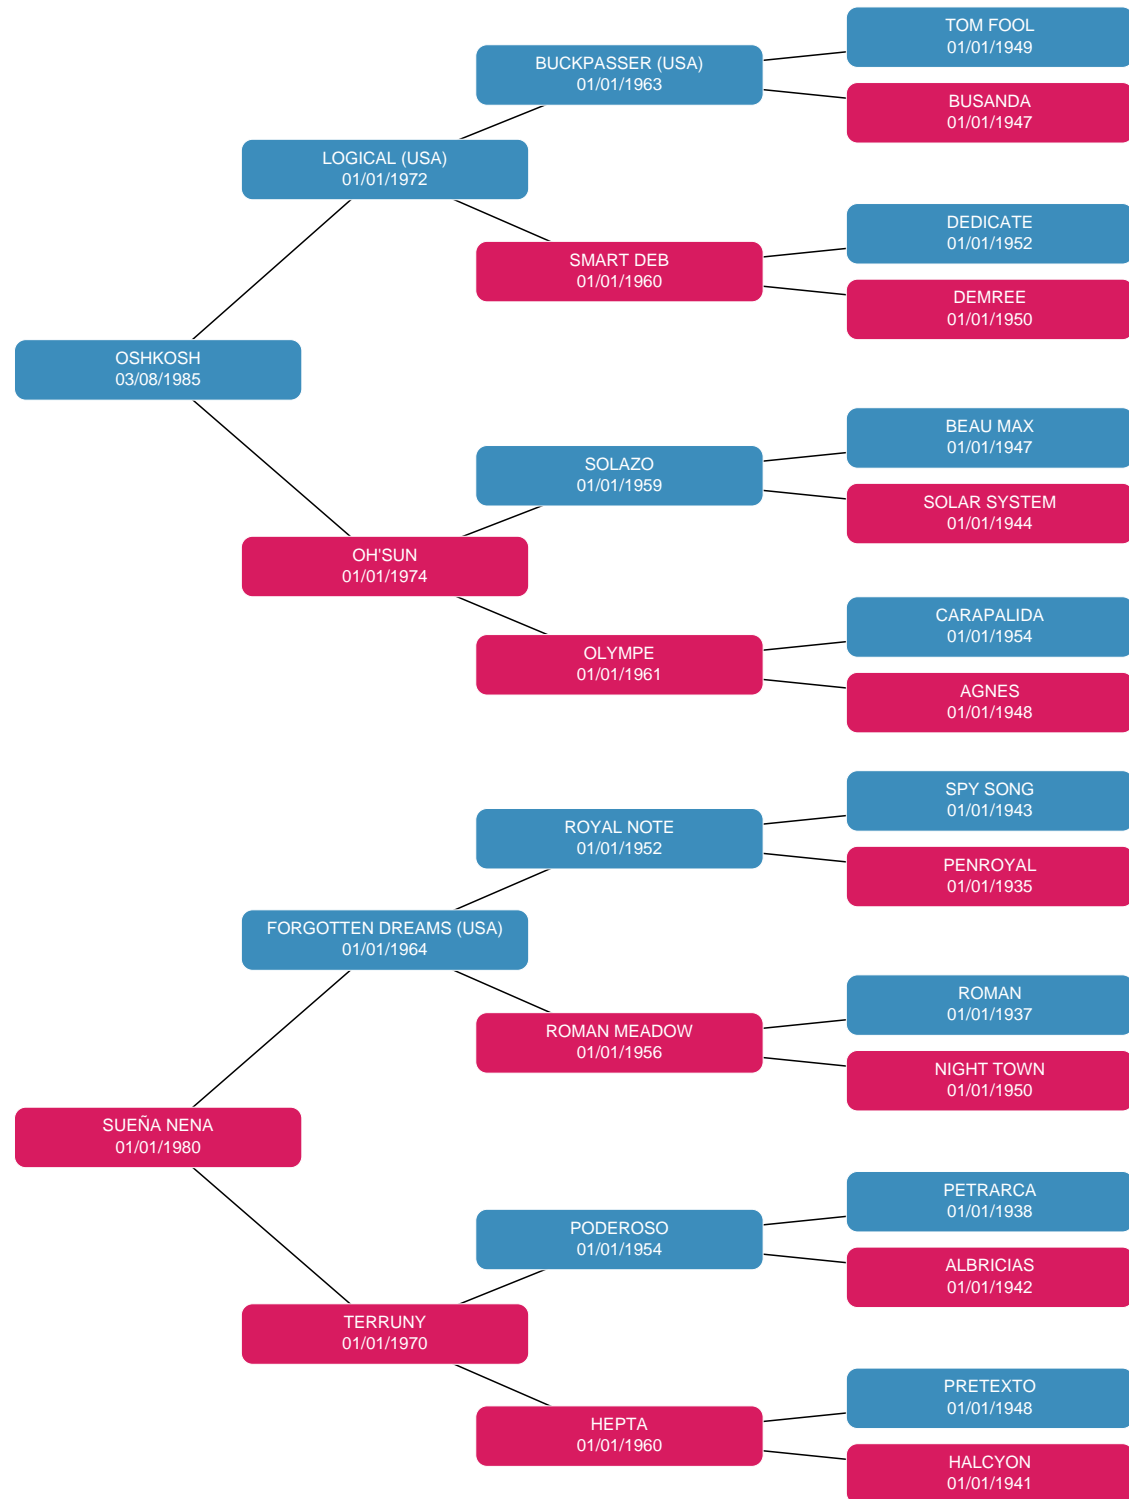 TOM FOOL
01/01/1949
BUCKPASSER (USA)
01/01/1963
BUSANDA
01/01/1947
LOGICAL (USA)
01/01/1972
DEDICATE
01/01/1952
SMART DEB
01/01/1960
DEMREE
01/01/1950
OSHKOSH
03/08/1985
BEAU MAX
01/01/1947
SOLAZO
01/01/1959
SOLAR SYSTEM
01/01/1944
OH'SUN
01/01/1974
CARAPALIDA
01/01/1954
OLYMPE
01/01/1961
AGNES
01/01/1948
SPY SONG
01/01/1943
ROYAL NOTE
01/01/1952
PENROYAL
01/01/1935
FORGOTTEN DREAMS (USA)
01/01/1964
ROMAN
01/01/1937
ROMAN MEADOW
01/01/1956
NIGHT TOWN
01/01/1950
SUEÑA NENA
01/01/1980
PETRARCA
01/01/1938
PODEROSO
01/01/1954
ALBRICIAS
01/01/1942
TERRUNY
01/01/1970
PRETEXTO
01/01/1948
HEPTA
01/01/1960
HALCYON
01/01/1941